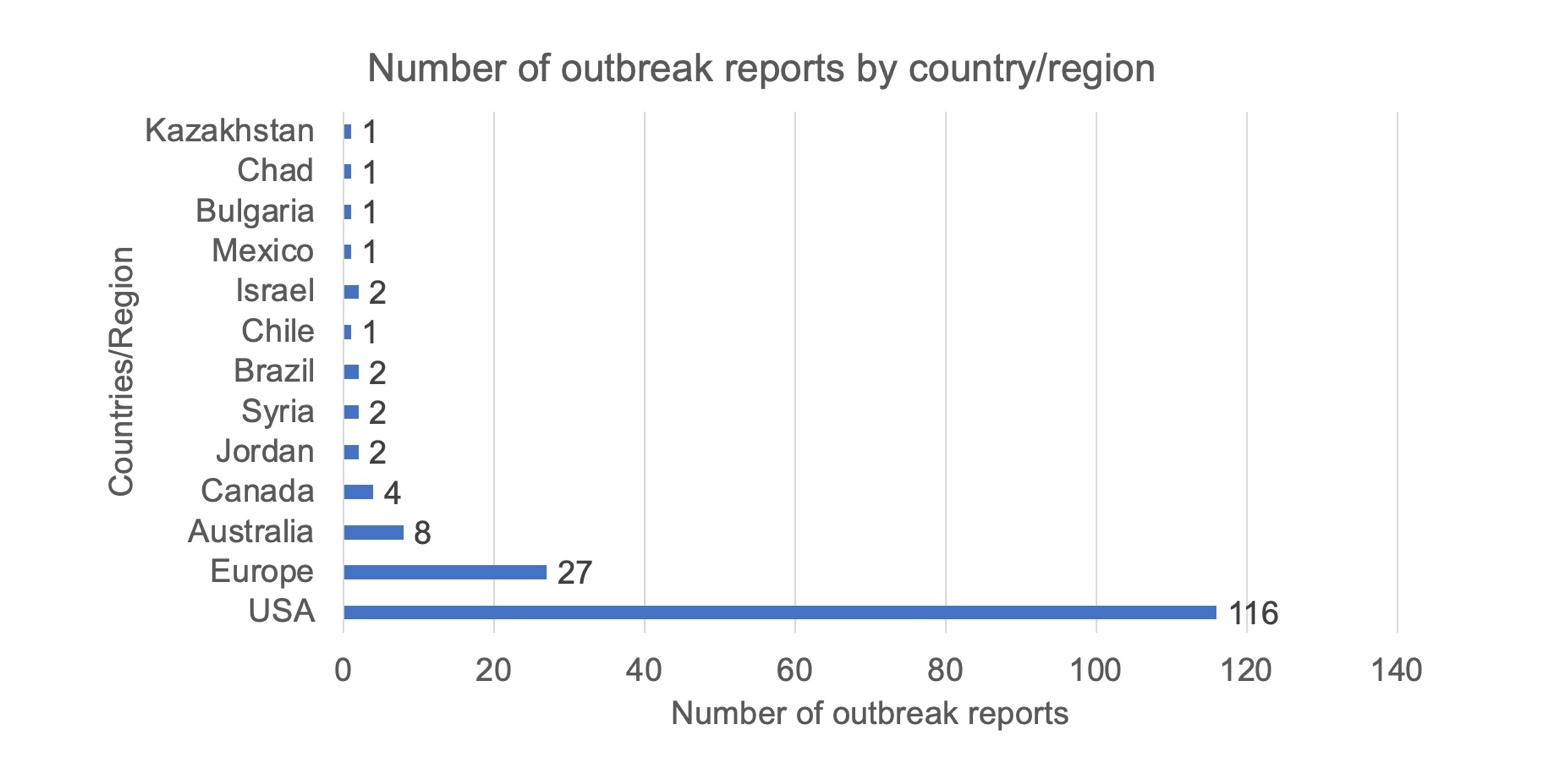 Number of outbreak reports by country/region
Countries/Region
Kazakhstan 1
Chad 1
Bulgaria 1
Mexico 1
Israel 2
Chile 1
Brazil 2
Syria 2
Jordan 2
Canada 4
Australia 8
Europe 27
USA 116
0 20 40 60 80 100 120 140
Number of outbreak reports